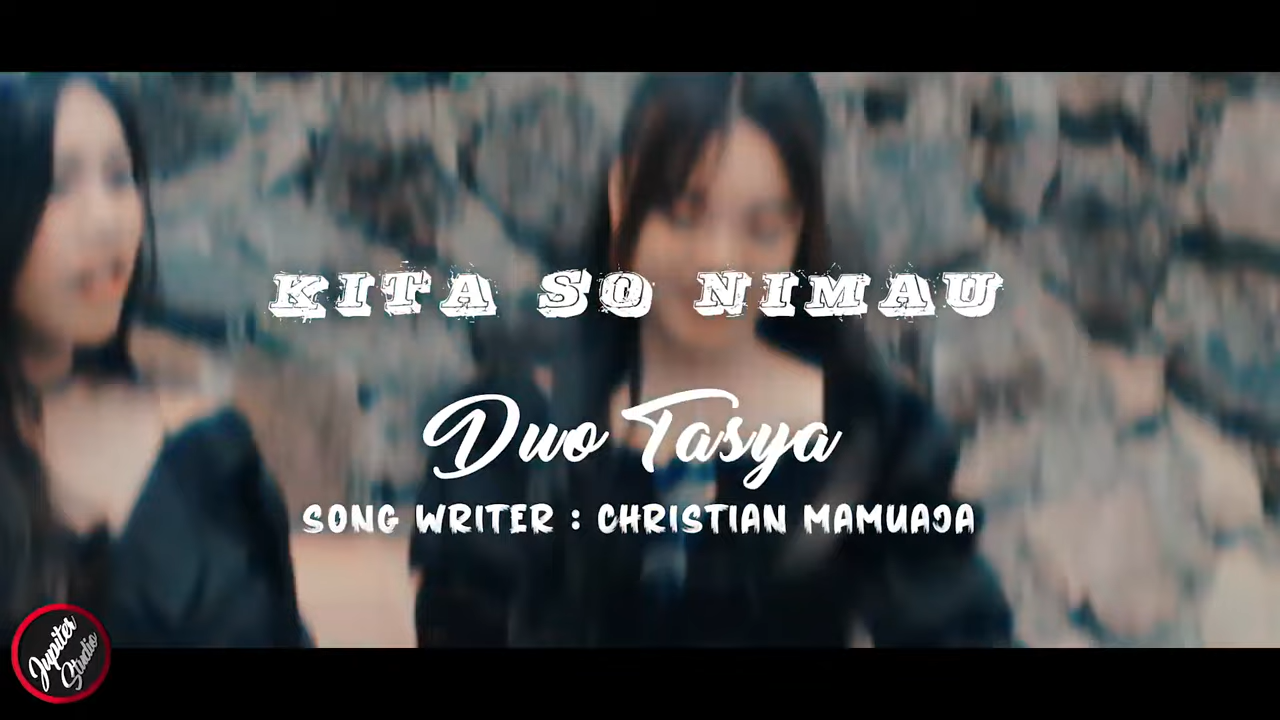 KITA SO NIMAU
Duo Tasya
SONG WRITER : CHRISTIAN MAMUAJA
Jupiter
Studio